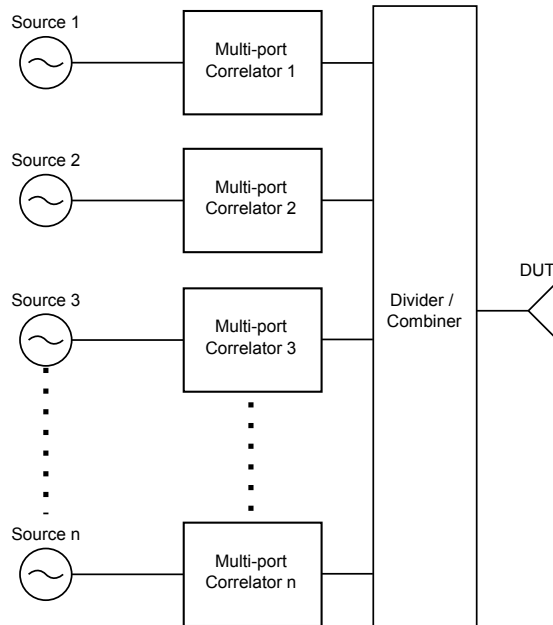 Source 1
Multi-port
Correlator 1
Source 2
Multi-port
Correlator 2
Source 3
Multi-port
Correlator 3
Divider /
Combiner
DUT
Source n
Multi-port
Correlator n